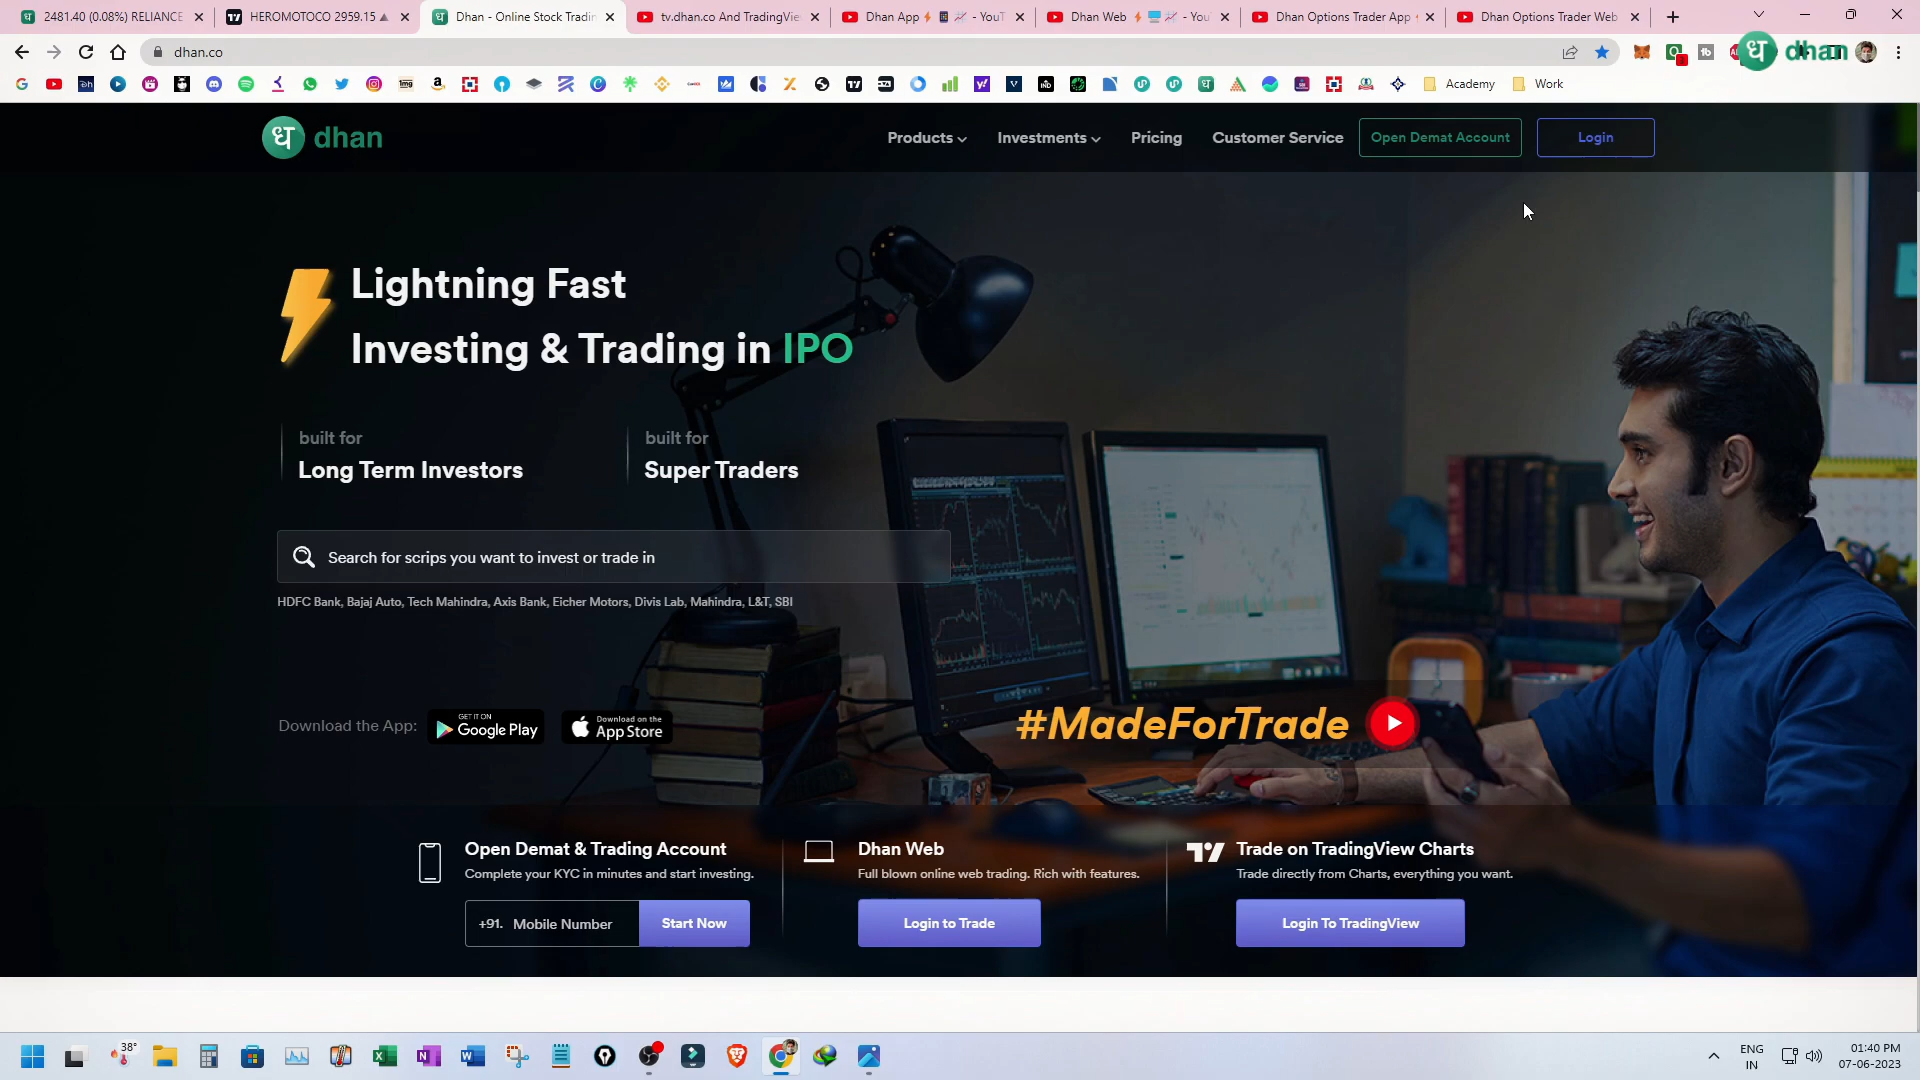 2481.40 (0.08%) RELIANCE
HEROMOTOCO 2959.15 ▲
Dhan - Online Stock Tradin
tv.dhan.co And TradingVie
Dhan App⚡
- YouT
Dhan Web ⚡
- You
Dhan Options Trader App
Dhan Options Trader Web
dhan.co
ध dhan
Academy
Work
ध dhan
Products
Investments
Pricing
Customer Service
Open Demat Account
Login
Lightning Fast
Investing & Trading in IPO
built for
Long Term Investors
built for
Super Traders
Search for scrips you want to invest or trade in
HDFC Bank, Bajaj Auto, Tech Mahindra, Axis Bank, Eicher Motors, Divis Lab, Mahindra, L&T, SBI
Download the App:
GET IT ON
Google Play
Download on the
App Store
#MadeForTrade
Open Demat & Trading Account
Complete your KYC in minutes and start investing.
+91. Mobile Number
Start Now
Dhan Web
Full blown online web trading. Rich with features.
Login to Trade
Trade on TradingView Charts
Trade directly from Charts, everything you want.
Login To TradingView
38°
ENG
IN
01:40 PM
07-06-2023